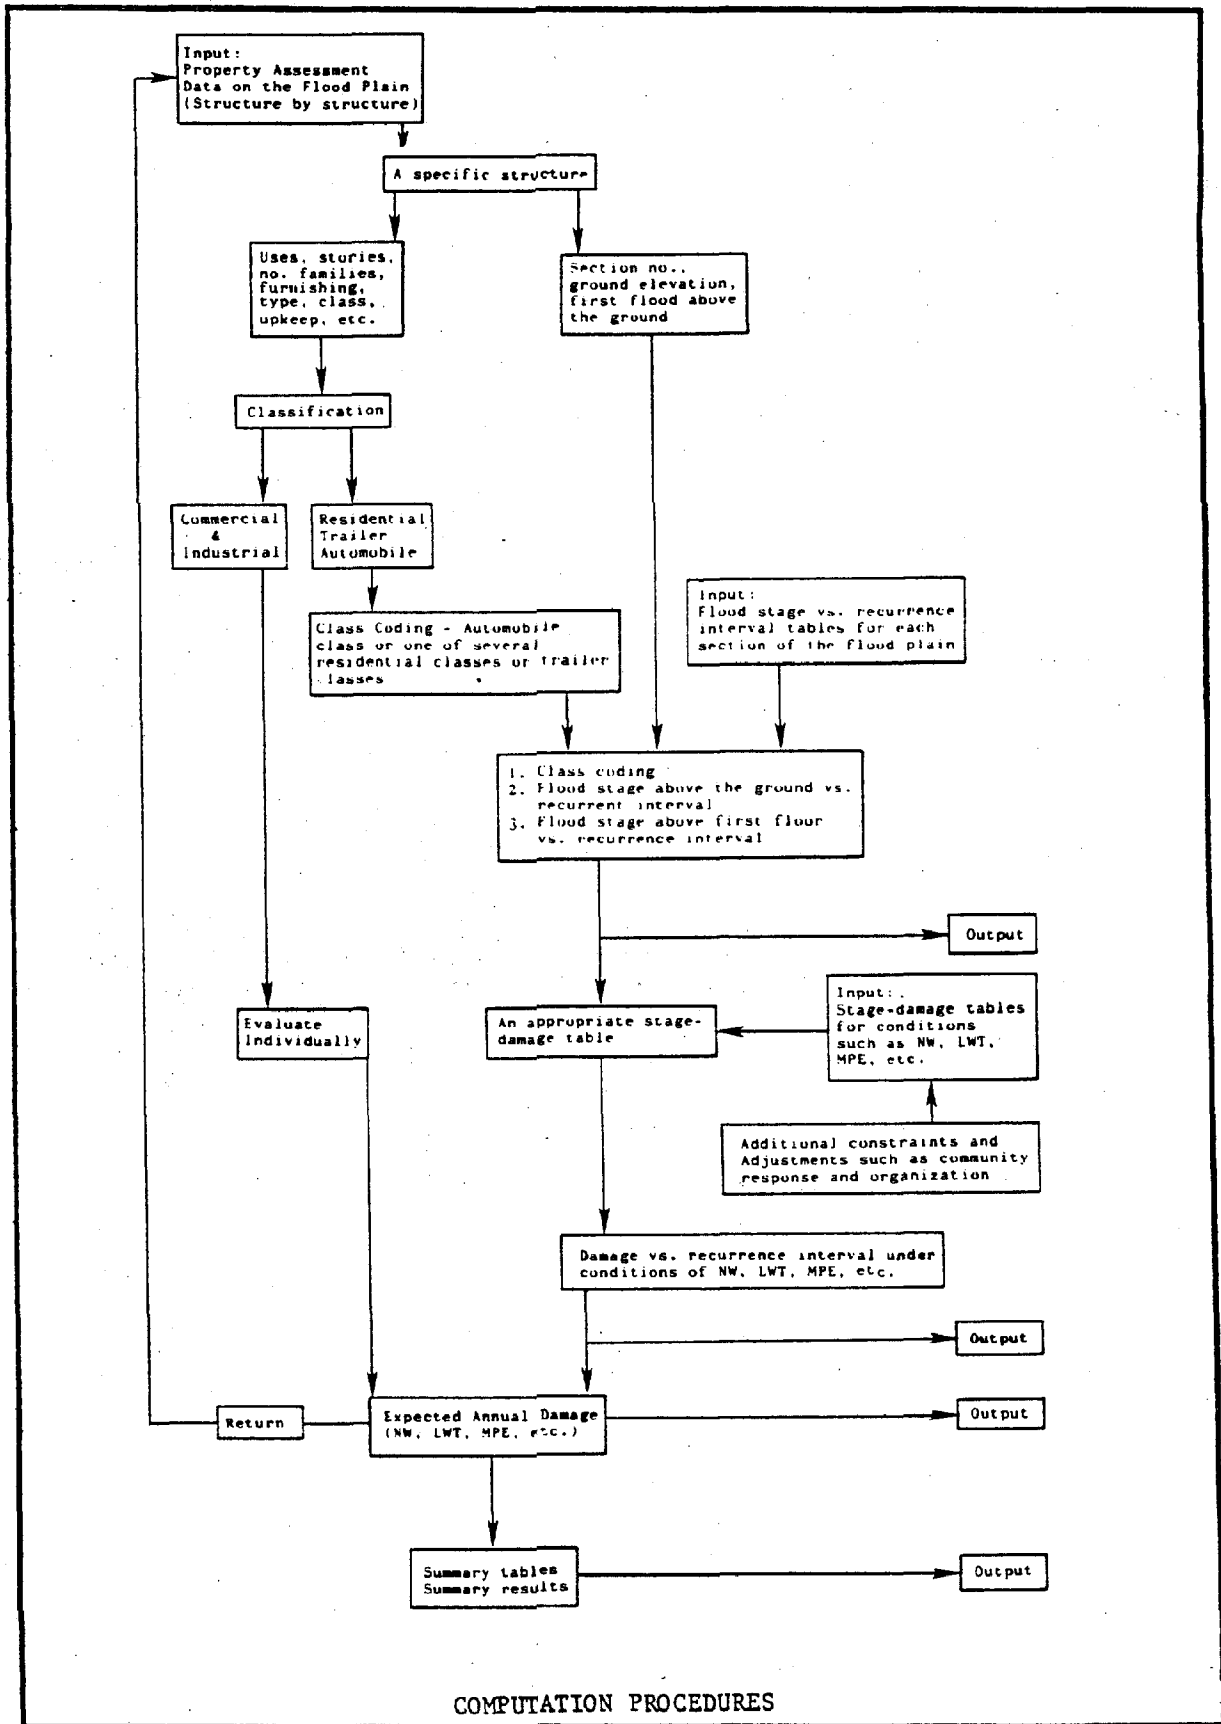 Input:
Property Assessment
Data on the Flood Plain
(Structure by structure)
A specific structure
Uses, stories,
no. families,
furnishing,
type, class,
upkeep, etc.
Section no.,
ground elevation,
first flood above
the ground
Classification
Commercial
&
Industrial
Residential
Trailer
Automobile
Input:
Flood stage vs. recurrence
interval tables for each
section of the flood plain
Class Coding - Automobile
class or one of several
residential classes or trailer
classes
1. Class coding
2. Flood stage above the ground vs.
recurrent interval
3. Flood stage above first floor
vs. recurrence interval
Output
Evaluate
Individually
An appropriate stage-
damage table
Input:
Stage-damage tables
for conditions
such as NW, LWT,
MPE, etc.
Additional constraints and
Adjustments such as community
response and organization
Damage vs. recurrence interval under
conditions of NW, LWT, MPE, etc.
Output
Return
Expected Annual Damage
(NW, LWT, MPE, etc.)
Output
Summary tables
Summary results
Output
COMPUTATION PROCEDURES